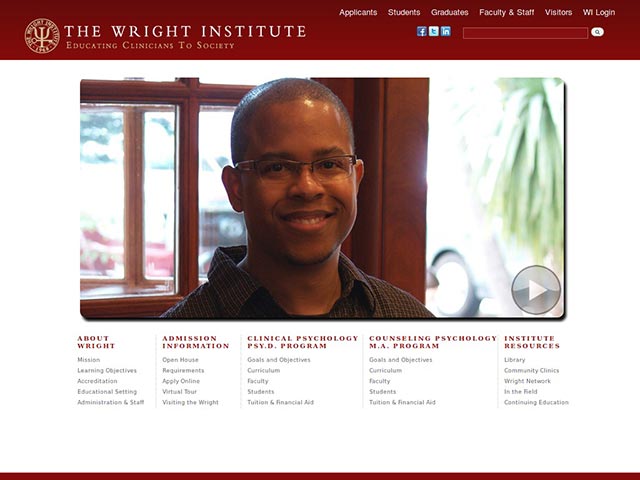 Applicants Students Graduates Faculty & Staff Visitors WI Login
THE WRIGHT INSTITUTE
EDUCATING CLINICIANS TO SOCIETY
ABOUT
WRIGHT
Mission
Learning Objectives
Accreditation
Educational Setting
Administration & Staff
ADMISSION
INFORMATION
Open House
Requirements
Apply Online
Virtual Tour
Visiting the Wright
CLINICAL PSYCHOLOGY
PSY.D. PROGRAM
Goals and Objectives
Curriculum
Faculty
Students
Tuition & Financial Aid
COUNSELING PSYCHOLOGY
M.A. PROGRAM
Goals and Objectives
Curriculum
Faculty
Students
Tuition & Financial Aid
INSTITUTE
RESOURCES
Library
Community Clinics
Wright Network
In the Field
Continuing Education